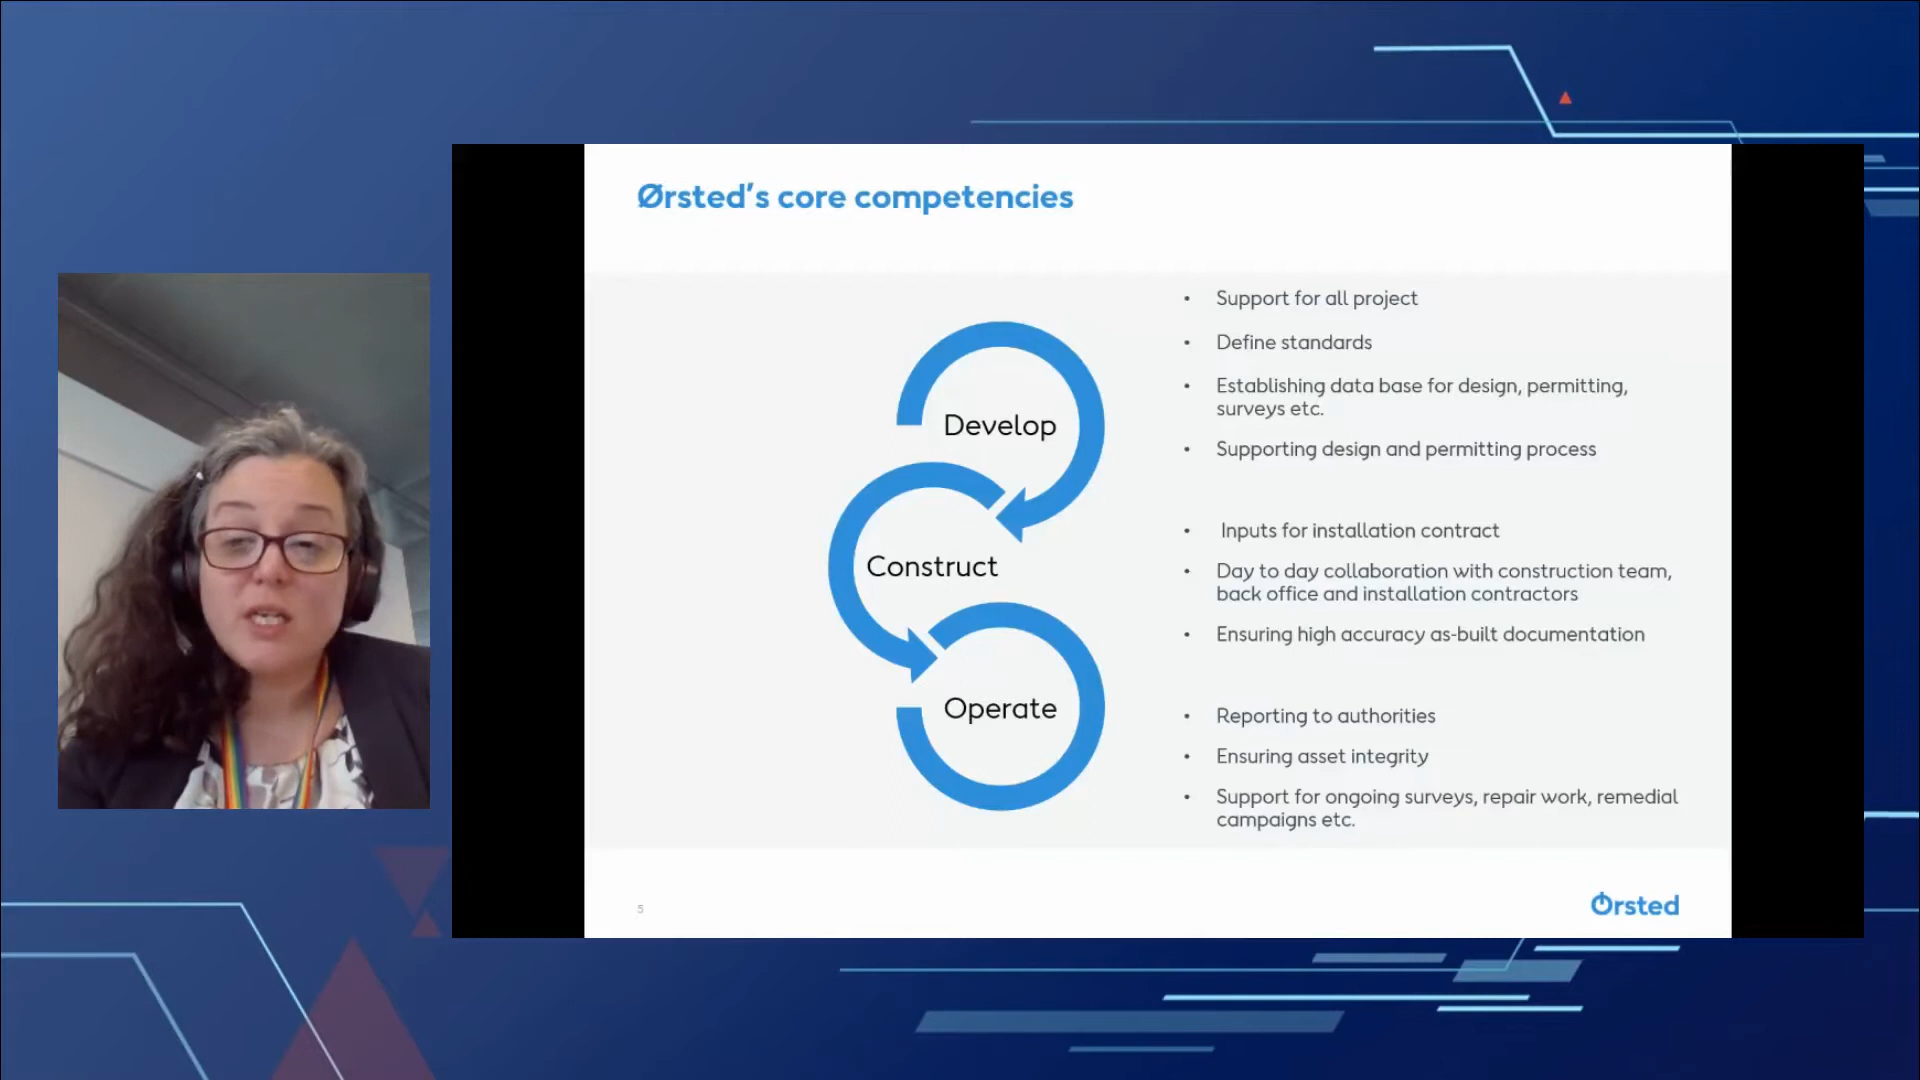 Ørsted's core competencies
Develop
Construct
Operate
• Support for all project
• Define standards
• Establishing data base for design, permitting,
surveys etc.
• Supporting design and permitting process
• Inputs for installation contract
• Day to day collaboration with construction team,
back office and installation contractors
• Ensuring high accuracy as-built documentation
• Reporting to authorities
• Ensuring asset integrity
• Support for ongoing surveys, repair work, remedial
campaigns etc.
5
Ørsted